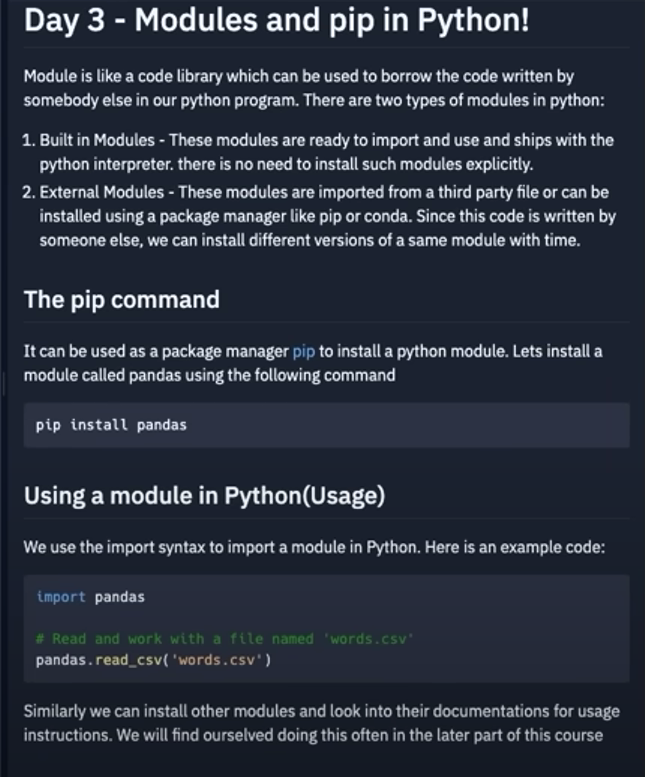 Day 3 - Modules and pip in Python!
Module is like a code library which can be used to borrow the code written by
somebody else in our python program. There are two types of modules in python:
1. Built in Modules - These modules are ready to import and use and ships with the
python interpreter. there is no need to install such modules explicitly.
2. External Modules - These modules are imported from a third party file or can be
installed using a package manager like pip or conda. Since this code is written by
someone else, we can install different versions of a same module with time.
The pip command
It can be used as a package manager pip to install a python module. Lets install a
module called pandas using the following command
pip install pandas
Using a module in Python(Usage)
We use the import syntax to import a module in Python. Here is an example code:
import pandas
# Read and work with a file named 'words.csv'
pandas.read_csv('words.csv')
Similarly we can install other modules and look into their documentations for usage
instructions. We will find ourselved doing this often in the later part of this course